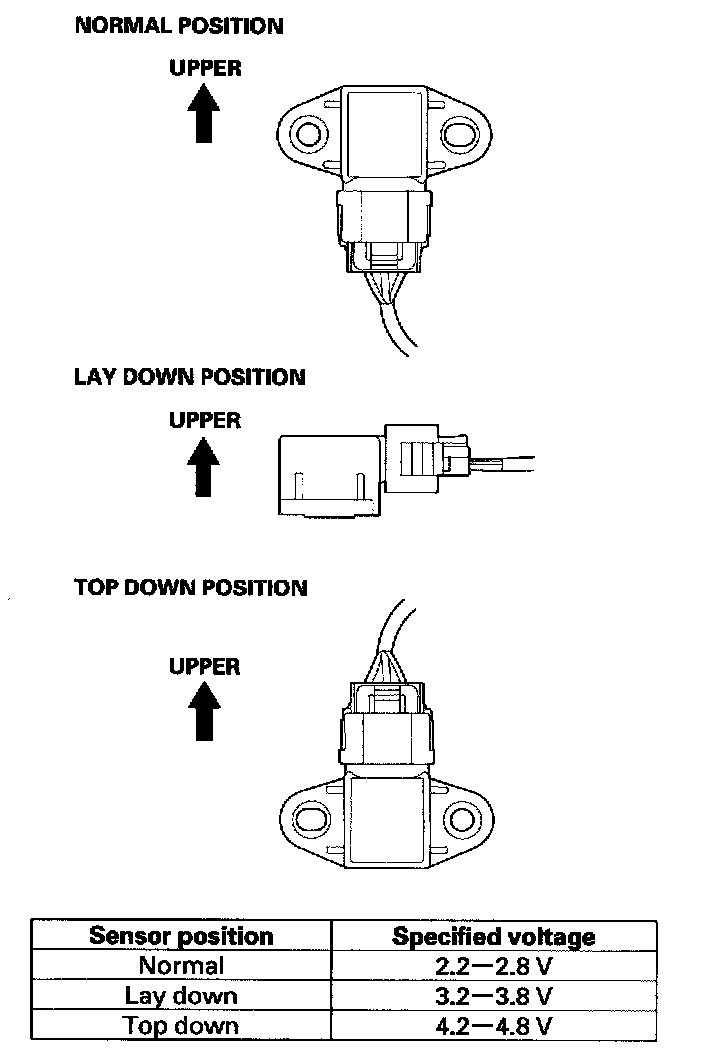 NORMAL POSITION
UPPER
LAY DOWN POSITION
UPPER
TOP DOWN POSITION
UPPER
Sensor position Specified voltage
Normal 2.2—2.8 V
Lay down 3.2—3.8 V
Top down 4.2—4.8 V